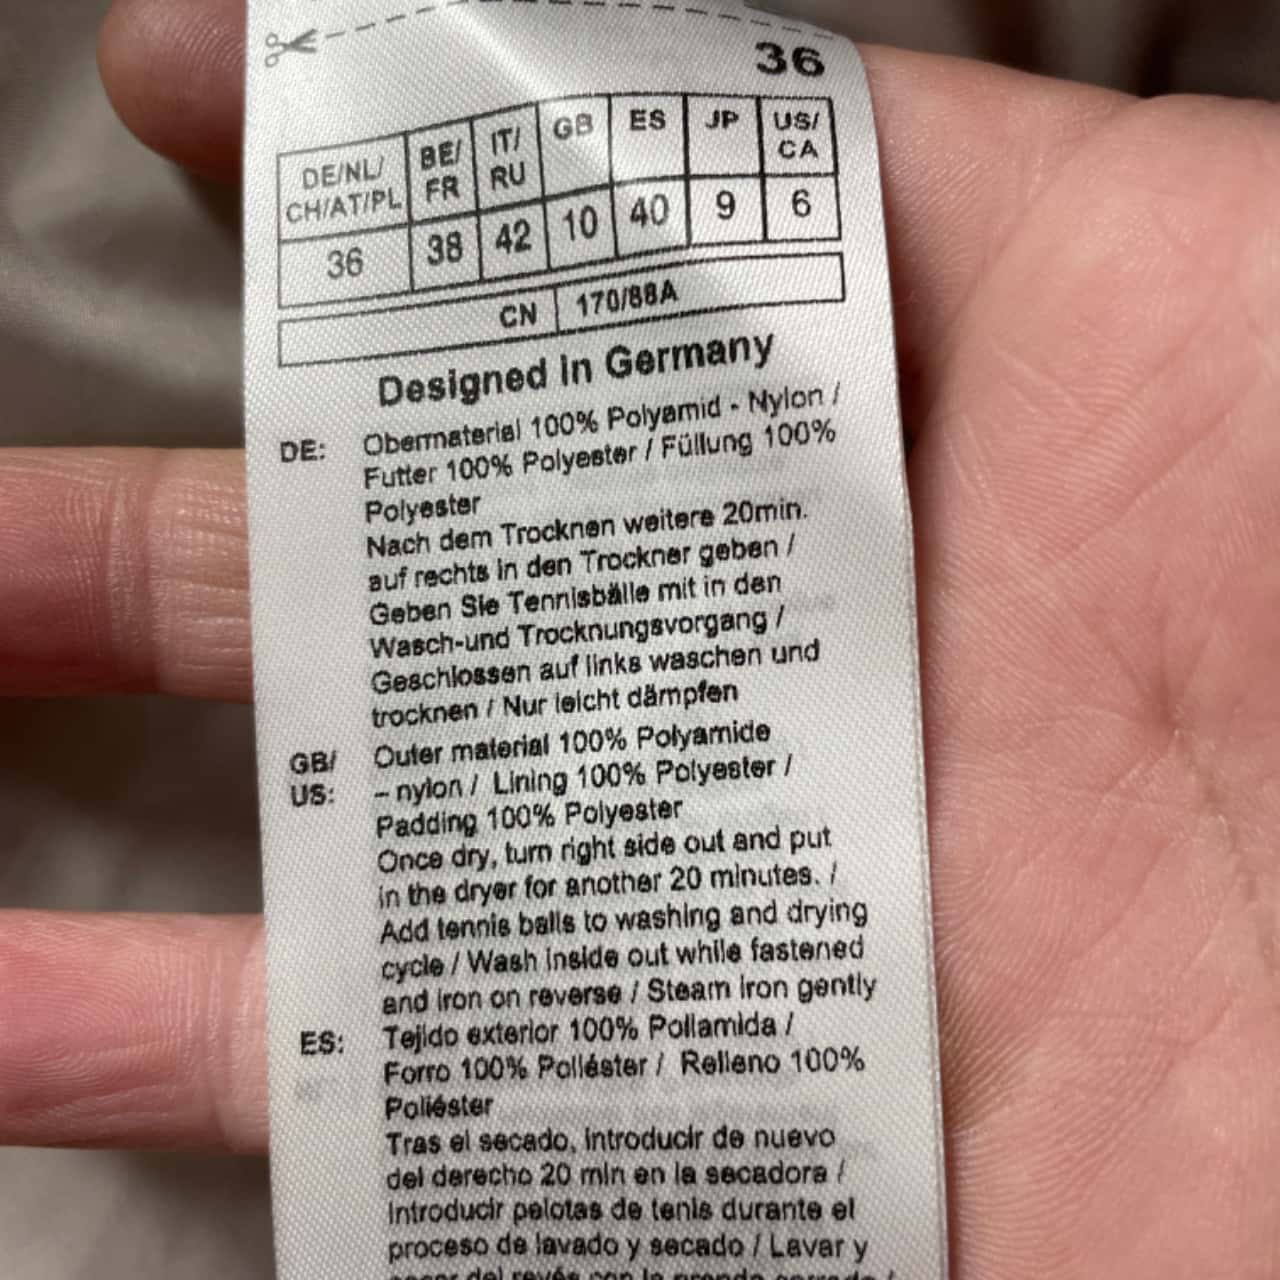 36
DE/NL/ CH/AT/PL BE/ FR IT/ RU GB ES JP US/ CA
36 38 42 10 40 9 6
CN 170/88A
Designed in Germany
DE: Obermaterial 100% Polyamid - Nylon /
Futter 100% Polyester / Füllung 100%
Polyester
Nach dem Trocknen weitere 20min.
auf rechts in den Trockner geben /
Geben Sie Tennisbälle mit in den
Wasch-und Trocknungsvorgang /
Geschlossen auf links waschen und
trocknen / Nur leicht dämpfen
GB/ Outer material 100% Polyamide
US: – nylon / Lining 100% Polyester /
Padding 100% Polyester
Once dry, turn right side out and put
in the dryer for another 20 minutes. /
Add tennis balls to washing and drying
cycle / Wash inside out while fastened
and iron on reverse / Steam iron gently
ES: Tejido exterior 100% Poliamida /
Forro 100% Poliéster / Relleno 100%
Poliéster
Tras el secado, introducir de nuevo
del derecho 20 min en la secadora /
Introducir pelotas de tenis durante el
proceso de lavado y secado / Lavar y
del revés con la prenda